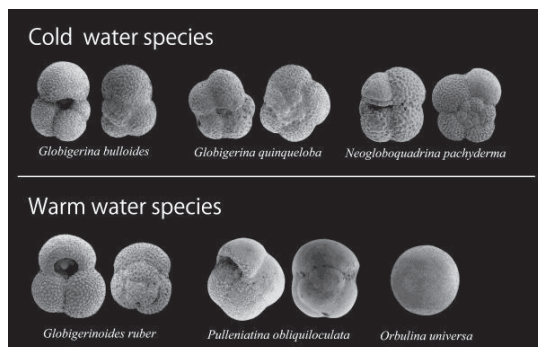 Cold water species
Globigerina bulloides
Globigerina quinqueloba
Neogloboquadrina pachyderma
Warm water species
Globigerinoides ruber
Pulleniatina obliquiloculata
Orbulina universa